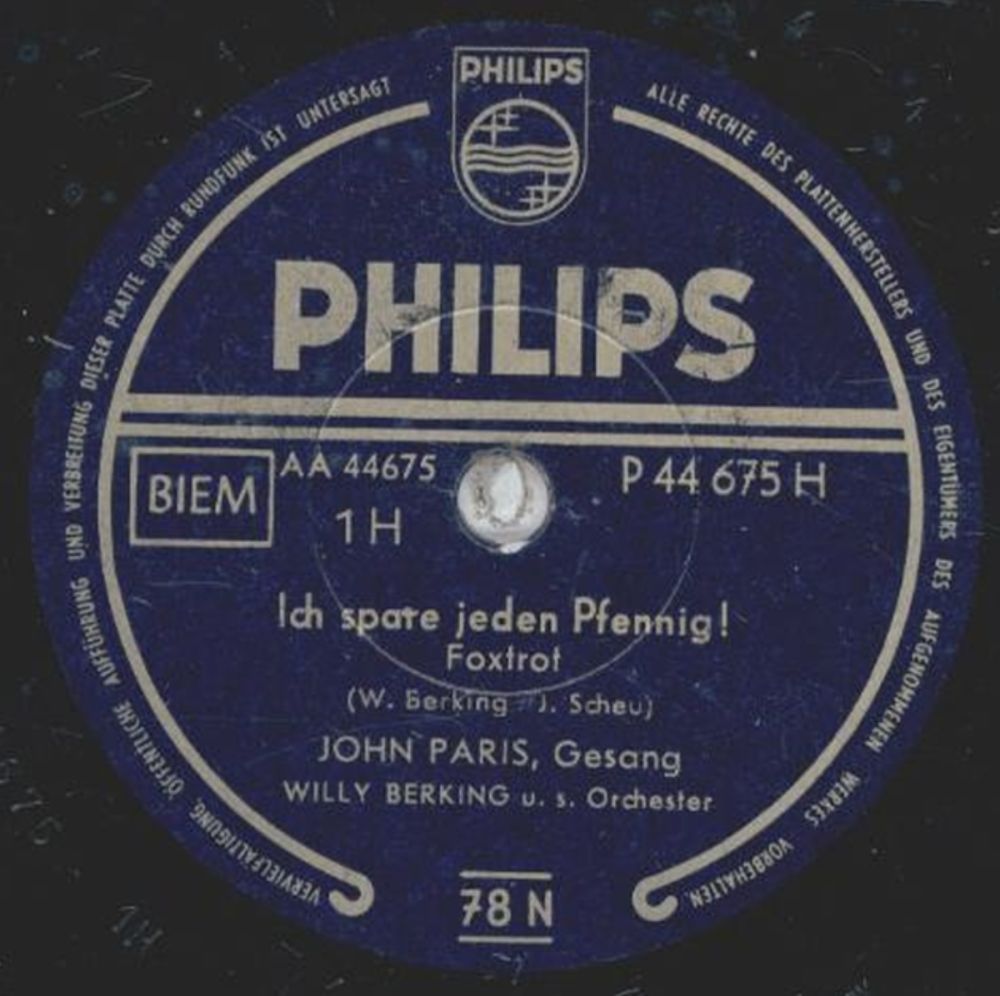 PHILIPS
ALLE RECHTE DES PLATTENHERSTELLERS UND DES EIGENTÜMERS DES AUFGENOMMENEN WERKES VORBEHALTEN.
VERVIELFÄLTIGUNG, ÖFFENTLICHE AUFFÜHRUNG UND VERBREITUNG DIESER PLATTE DURCH RUNDFUNK IST UNTERSAGT
PHILIPS
BIEM AA 44675 P 44 675 H
1 H
Ich spare jeden Pfennig!
Foxtrot
(W. Berking - J. Scheu)
JOHN PARIS, Gesang
WILLY BERKING u. s. Orchester
78 N